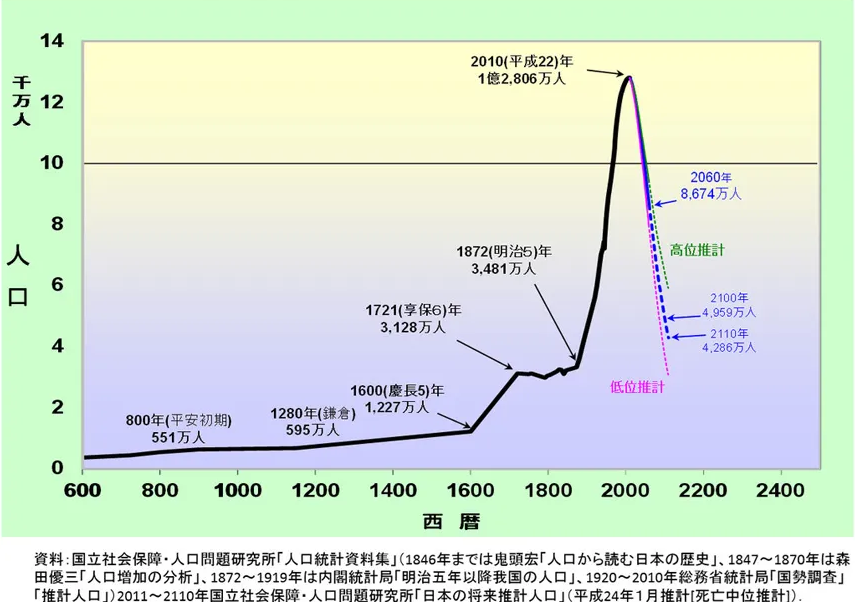 14
12
10
8
6
4
2
0
千万人
人口
2010(平成22)年
1億2,806万人
2060年
8,674万人
1872(明治5)年
3,481万人
高位推計
1721(享保6)年
3,128万人
2100年
4,959万人
2110年
4,286万人
低位推計
1600(慶長5)年
1,227万人
800年(平安初期)
551万人
1280年(鎌倉)
595万人
600 800 1000 1200 1400 1600 1800 2000 2200 2400
西 暦
資料:国立社会保障・人口問題研究所「人口統計資料集」(1846年までは鬼頭宏「人口から読む日本の歴史」、1847~1870年は森
田優三「人口増加の分析」、1872~1919年は内閣統計局「明治五年以降我国の人口」、1920~2010年総務省統計局「国勢調査」
「推計人口」)2011~2110年国立社会保障・人口問題研究所「日本の将来推計人口」(平成24年1月推計[死亡中位推計]).